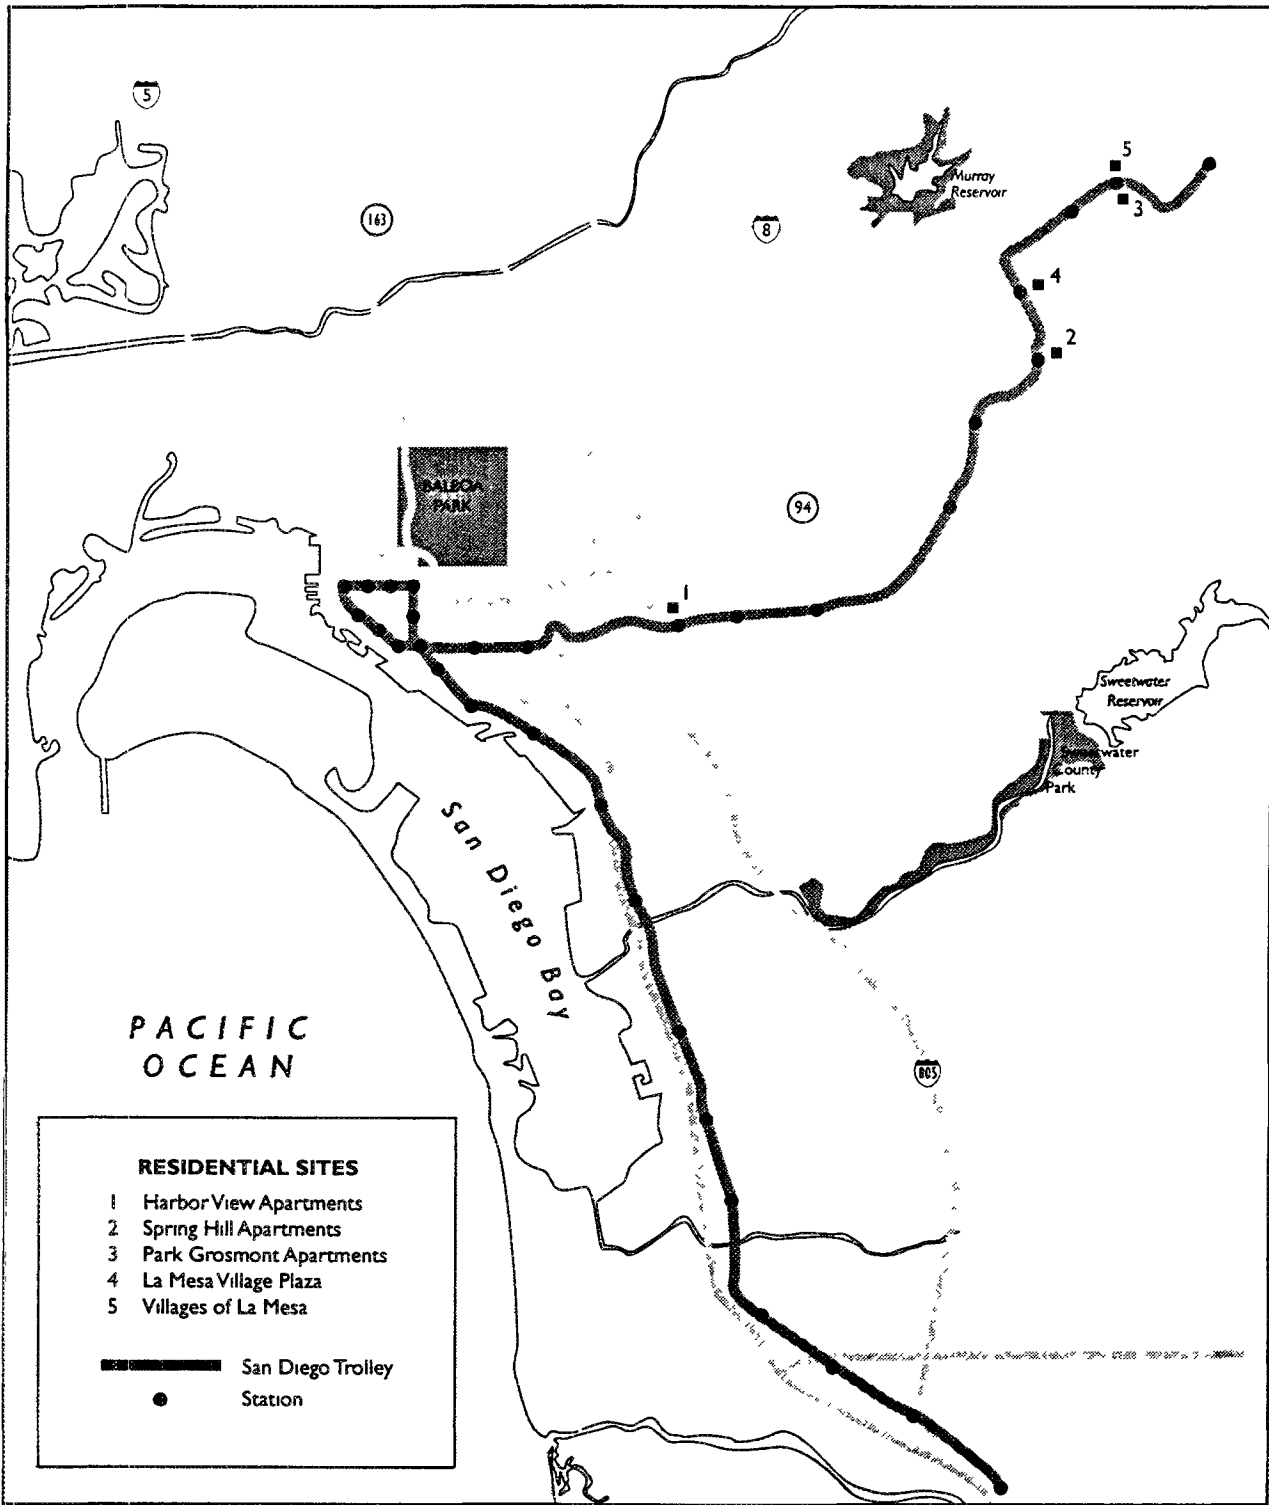 5
163
8
Murray
Reservoir
5
3
4
2
BALBOA
PARK
94
1
Sweetwater
Reservoir
Sweetwater
County
Park
San Diego Bay
PACIFIC
OCEAN
805
RESIDENTIAL SITES
1 Harbor View Apartments
2 Spring Hill Apartments
3 Park Grosmont Apartments
4 La Mesa Village Plaza
5 Villages of La Mesa
San Diego Trolley
Station